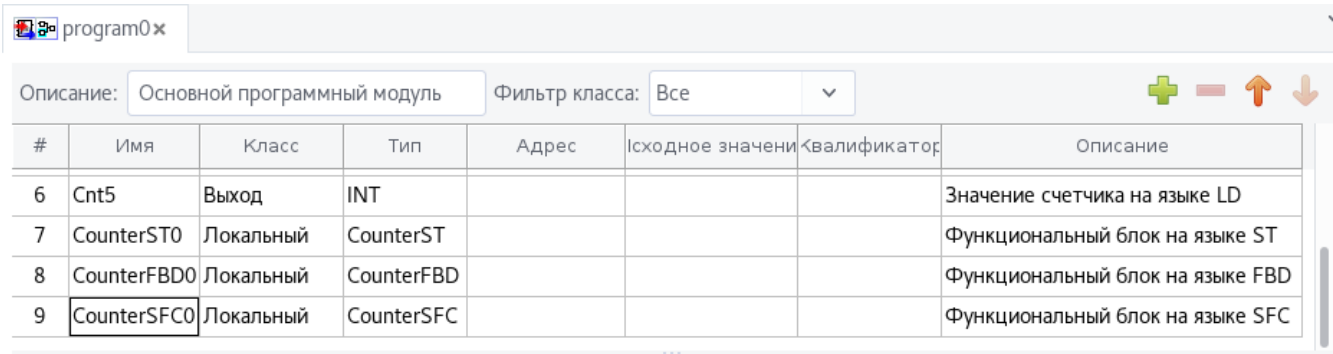 program0
Описание: Основной программный модуль Фильтр класса: Все
# Имя Класс Тип Адрес Исходное значени Квалификатор Описание
6 Cnt5 Выход INT Значение счетчика на языке LD
7 CounterST0 Локальный CounterST Функциональный блок на языке ST
8 CounterFBD0 Локальный CounterFBD Функциональный блок на языке FBD
9 CounterSFC0 Локальный CounterSFC Функциональный блок на языке SFC